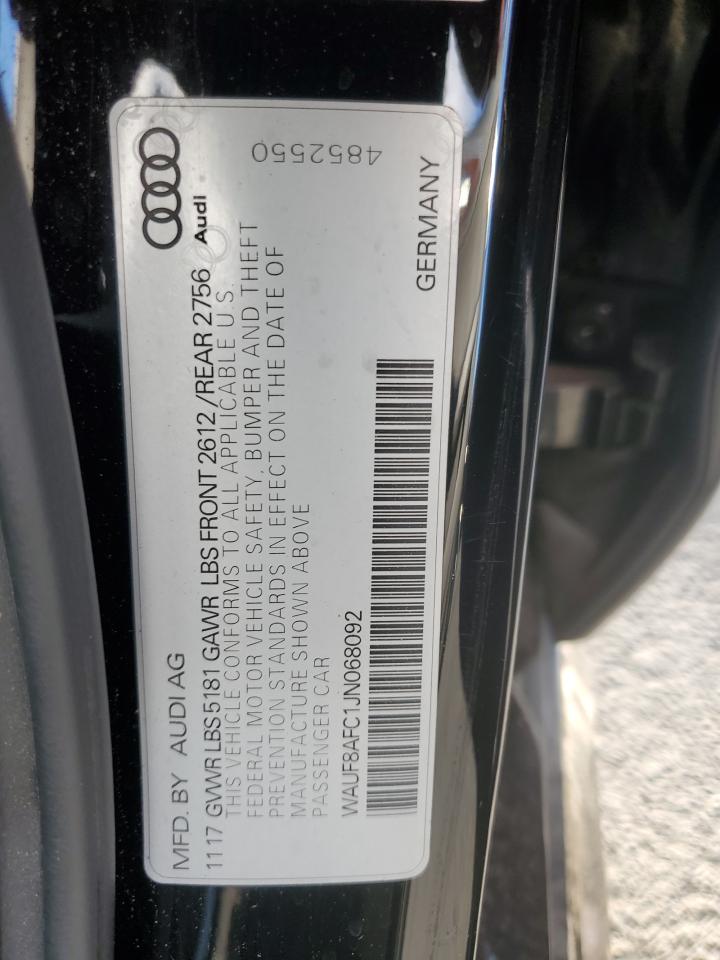 MFD. BY AUDI AG
Audi
1117 GVWR LBS 5181 GAWR LBS FRONT 2612 /REAR 2756
THIS VEHICLE CONFORMS TO ALL APPLICABLE U.S.
FEDERAL MOTOR VEHICLE SAFETY, BUMPER AND THEFT
PREVENTION STANDARDS IN EFFECT ON THE DATE OF
MANUFACTURE SHOWN ABOVE
PASSENGER CAR
WAUF8AFC1JN068092
GERMANY
4852550